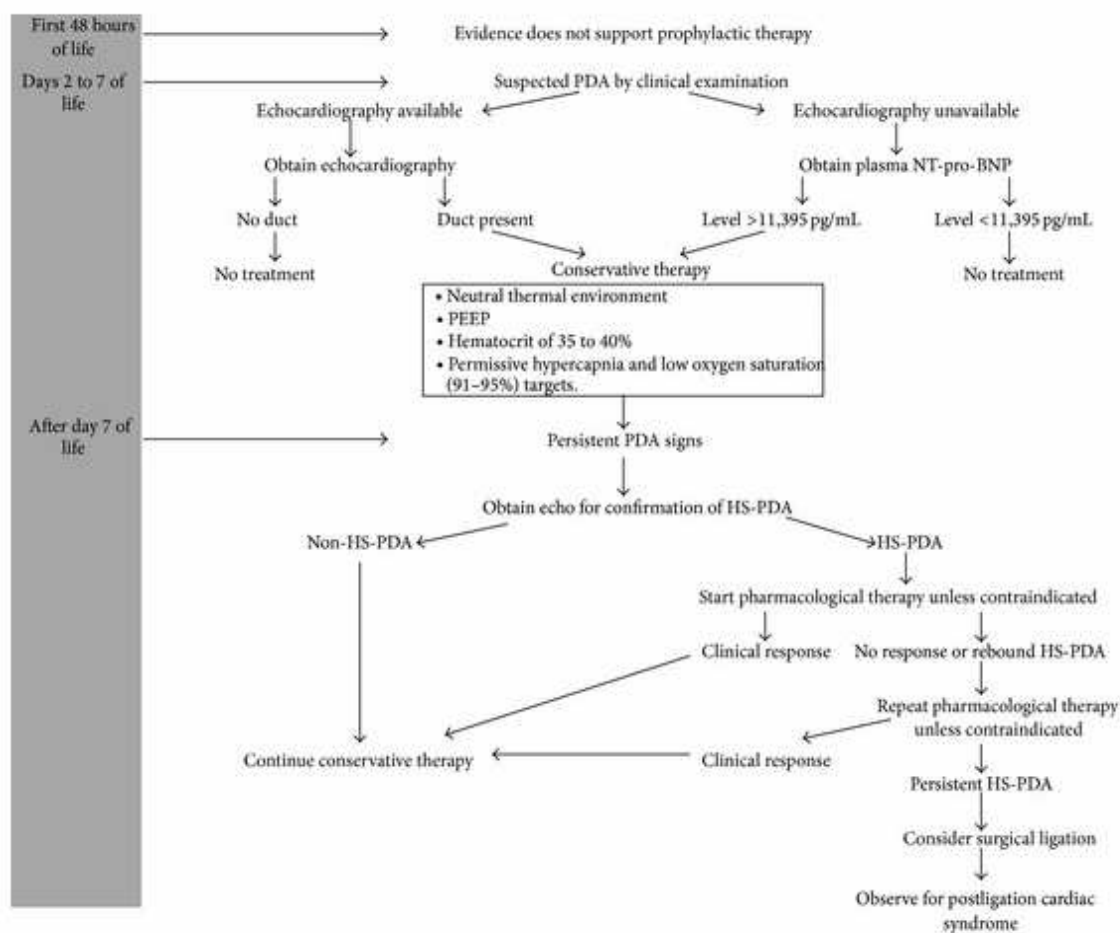 First 48 hours
of life
Evidence does not support prophylactic therapy
Days 2 to 7 of
life
Suspected PDA by clinical examination
Echocardiography available
Echocardiography unavailable
Obtain echocardiography
Obtain plasma NT-pro-BNP
No duct
Duct present
Level >11,395 pg/mL
Level <11,395 pg/mL
No treatment
Conservative therapy
No treatment
• Neutral thermal environment
• PEEP
• Hematocrit of 35 to 40%
• Permissive hypercapnia and low oxygen saturation
(91–95%) targets.
After day 7 of
life
Persistent PDA signs
Obtain echo for confirmation of HS-PDA
Non-HS-PDA
HS-PDA
Start pharmacological therapy unless contraindicated
Clinical response
No response or rebound HS-PDA
Repeat pharmacological therapy
unless contraindicated
Continue conservative therapy
Clinical response
Persistent HS-PDA
Consider surgical ligation
Observe for postligation cardiac
syndrome